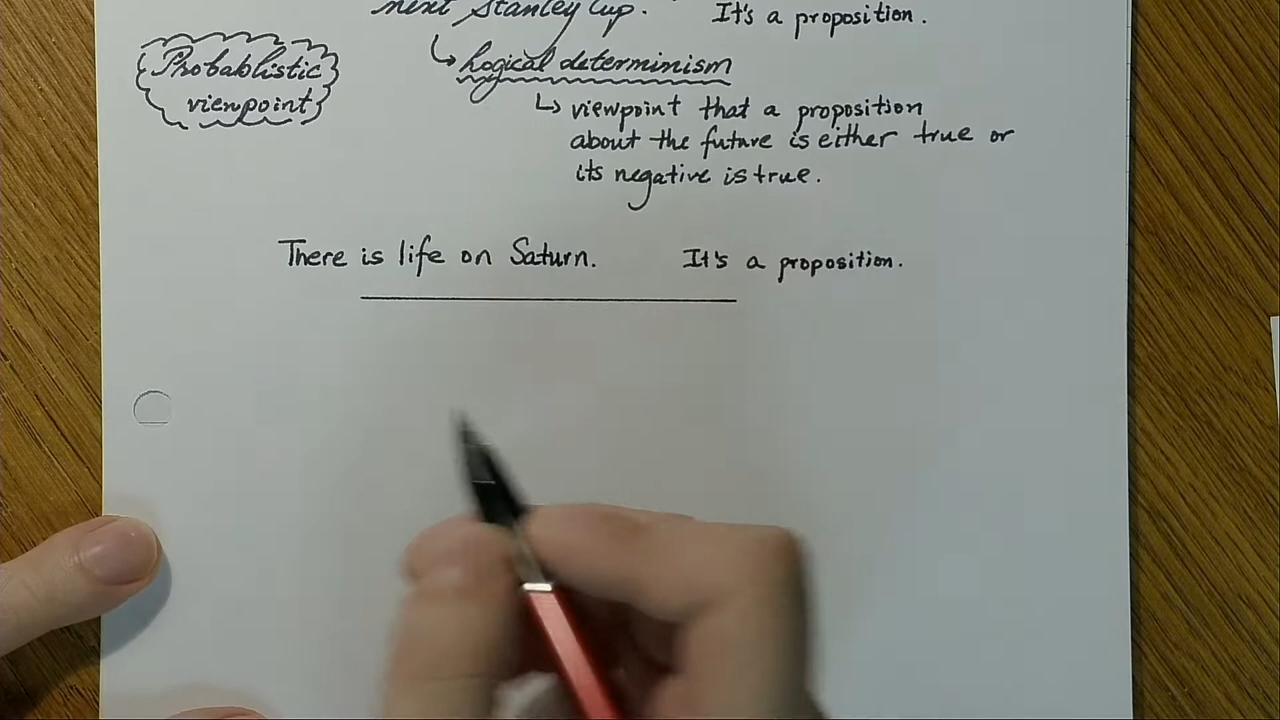 next Stanley Cup. It's a proposition.
Probablistic
viewpoint
↳ Logical determinism
↳ viewpoint that a proposition
about the future is either true or
its negative is true.
There is life on Saturn. It's a proposition.